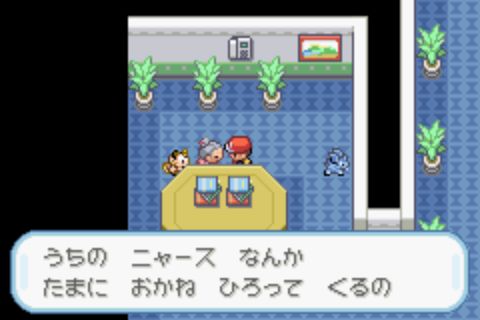 うちの　ニャース　なんか
たまに　おかね　ひろって　くるの